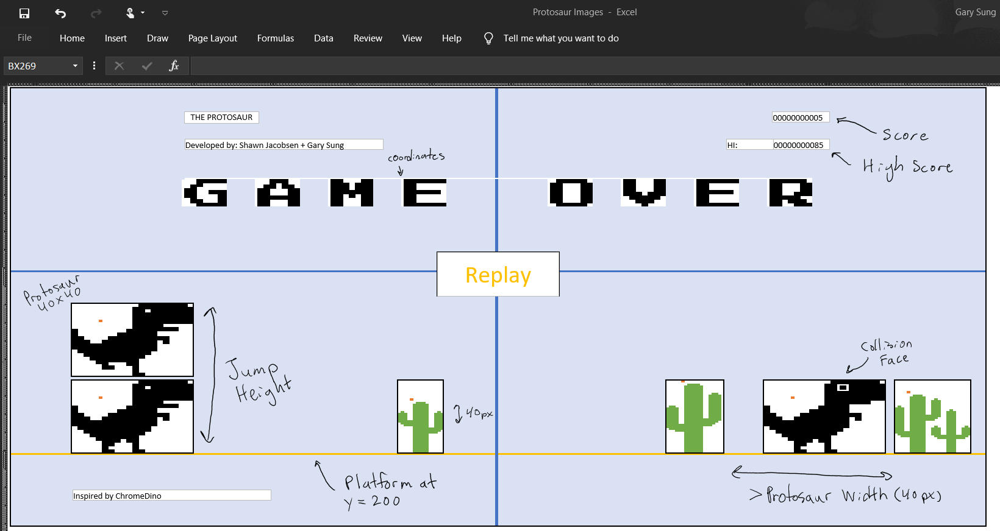 Protosaur Images - Excel
Gary Sung
File Home Insert Draw Page Layout Formulas Data Review View Help Tell me what you want to do
BX269
fx
THE PROTOSAUR
00000000005
Score
Developed by: Shawn Jacobsen + Gary Sung
HI: 00000000085
coordinates
High Score
GAME OVER
Replay
Protosaur
40x40
Jump
Height
40px
Collision
Face
Platform at
y = 200
> Protosaur Width (40px)
Inspired by ChromeDino